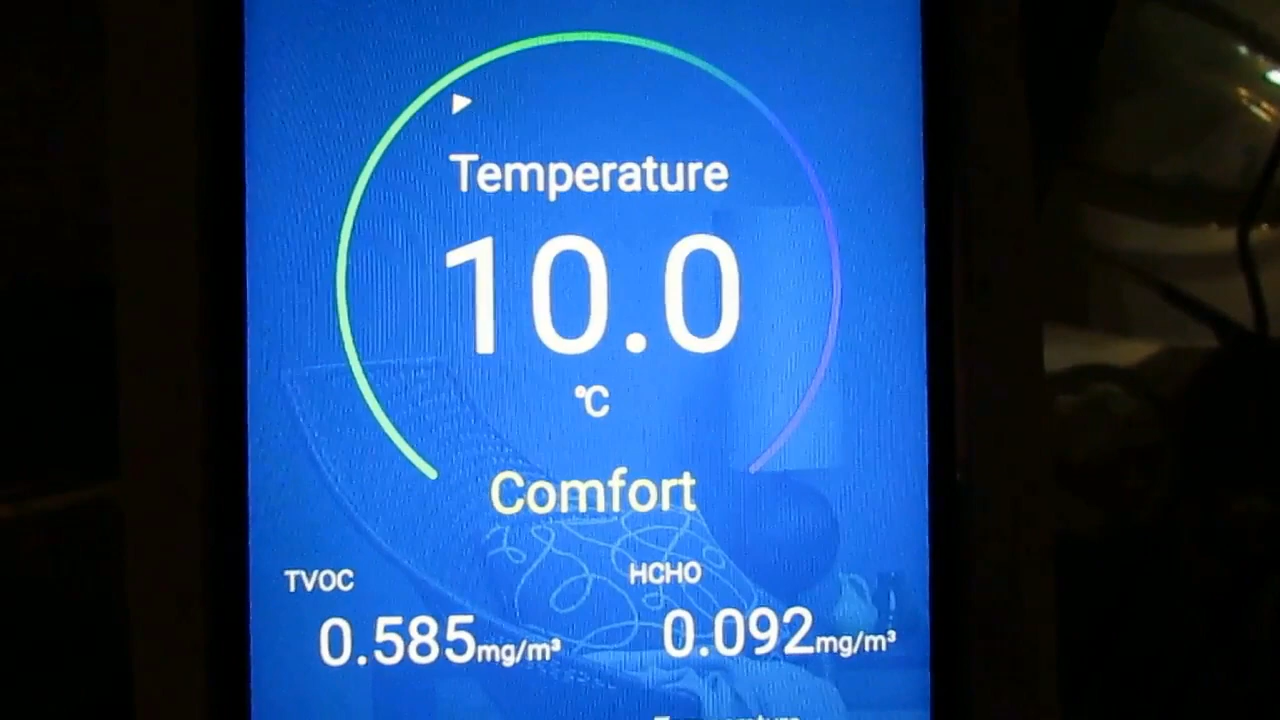 Temperature
10.0
℃
Comfort
TVOC HCHO
0.585mg/m³ 0.092mg/m³